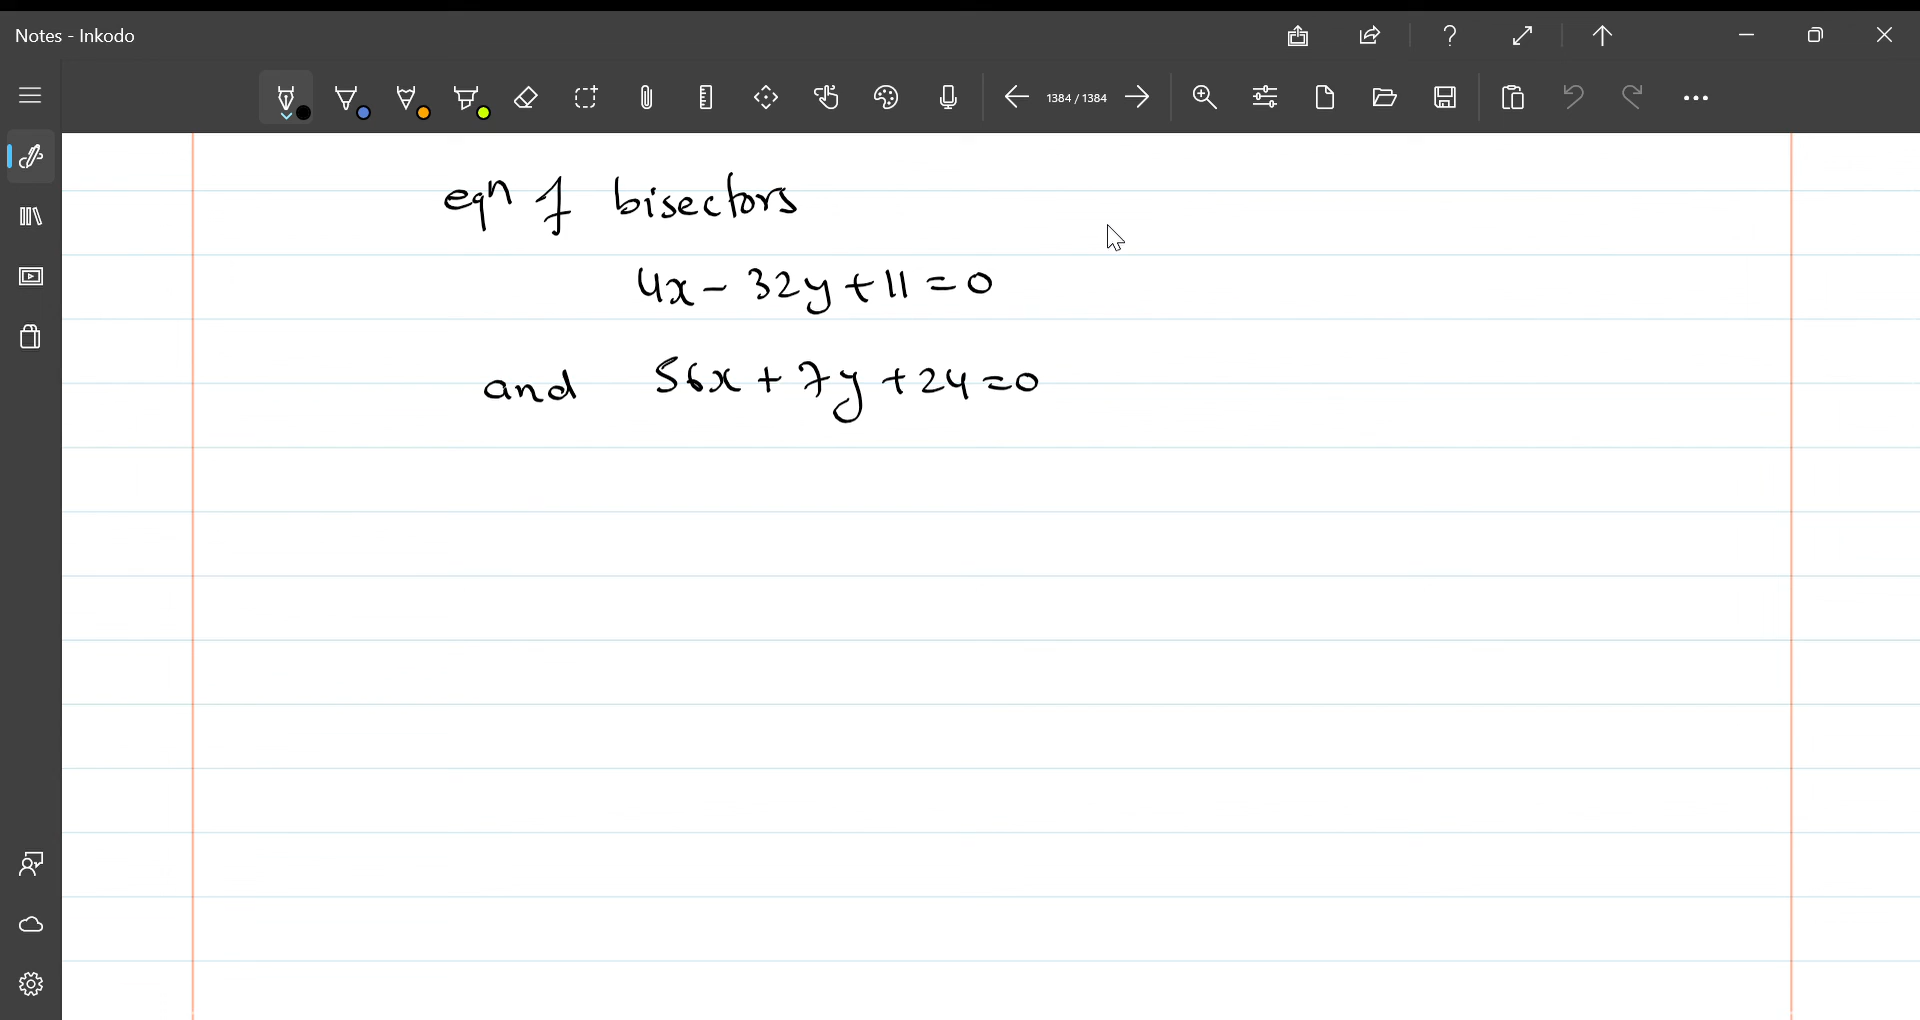 Notes - Inkodo
1384 / 1384
eqn of bisectors
4x - 32y + 11 = 0
and 56x + 7y + 24 = 0